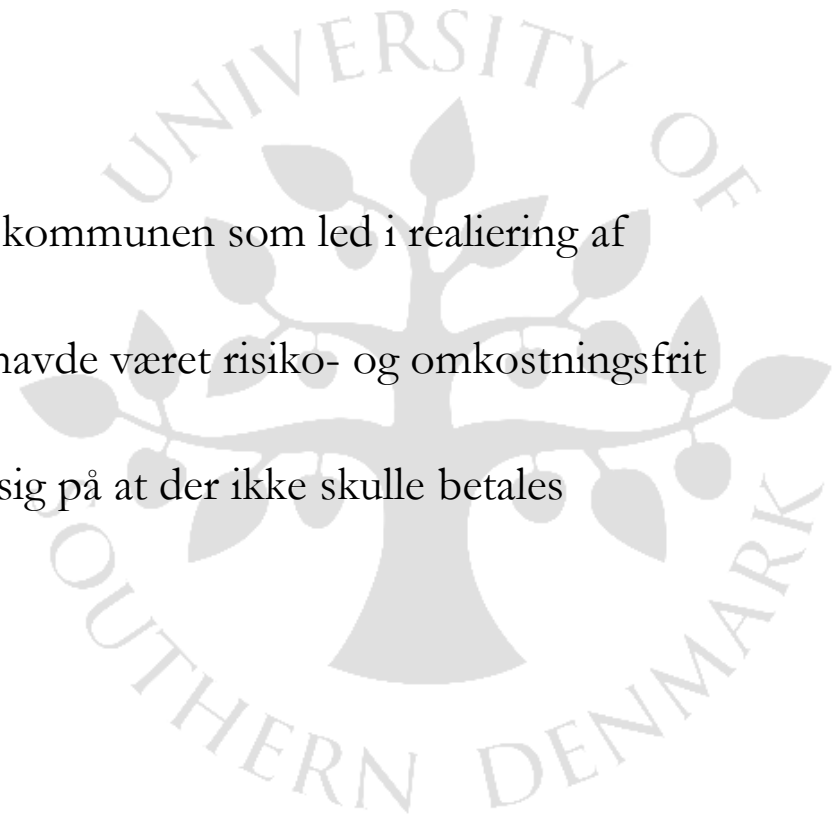 UNIVERSITY OF
kommunen som led i realiering af
havde været risiko- og omkostningsfrit
sig på at der ikke skulle betales
SOUTHERN DENMARK